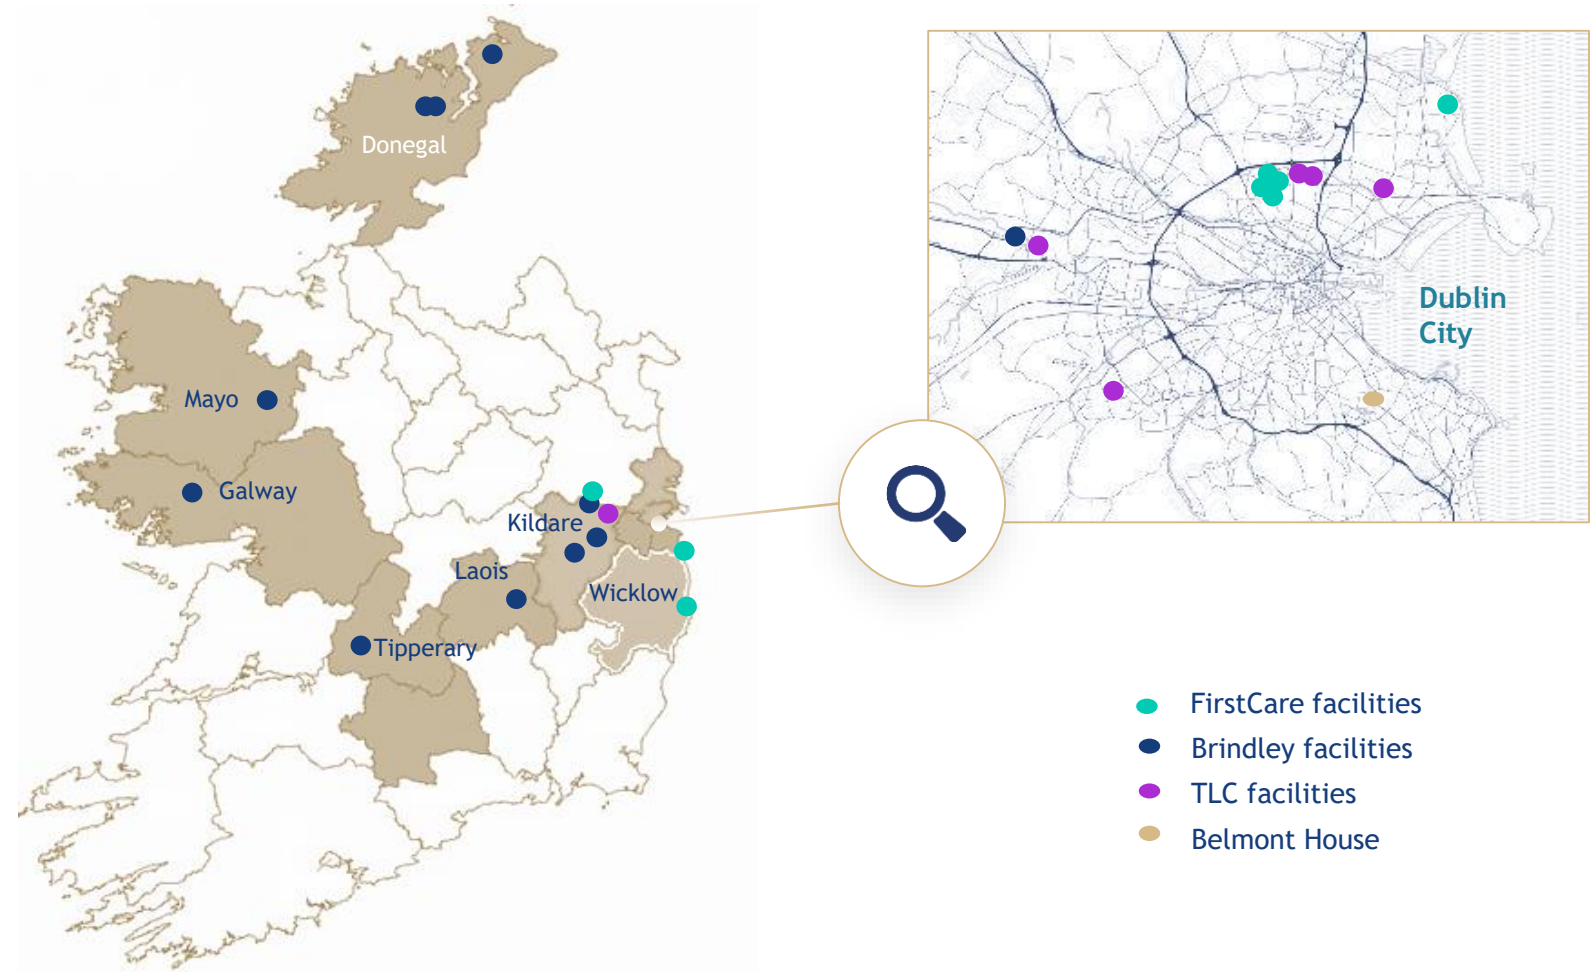 Donegal
Mayo
Galway
Kildare
Laois
Wicklow
Tipperary
Dublin
City
FirstCare facilities
Brindley facilities
TLC facilities
Belmont House